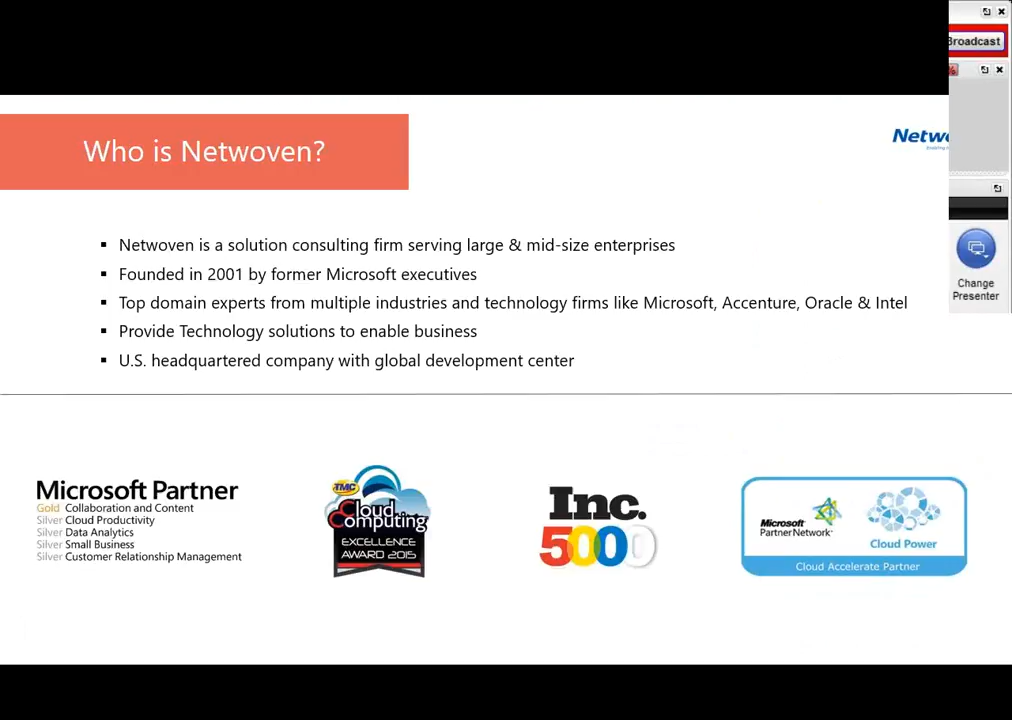 Broadcast
Who is Netwoven?
Netw
▪ Netwoven is a solution consulting firm serving large & mid-size enterprises
▪ Founded in 2001 by former Microsoft executives
▪ Top domain experts from multiple industries and technology firms like Microsoft, Accenture, Oracle & Intel
▪ Provide Technology solutions to enable business
▪ U.S. headquartered company with global development center
Change
Presenter
Microsoft Partner
Gold Collaboration and Content
Silver Cloud Productivity
Silver Data Analytics
Silver Small Business
Silver Customer Relationship Management
TMC
Cloud
Computing
EXCELLENCE
AWARD 2015
Inc.
5000
Microsoft
Partner Network
Cloud Power
Cloud Accelerate Partner